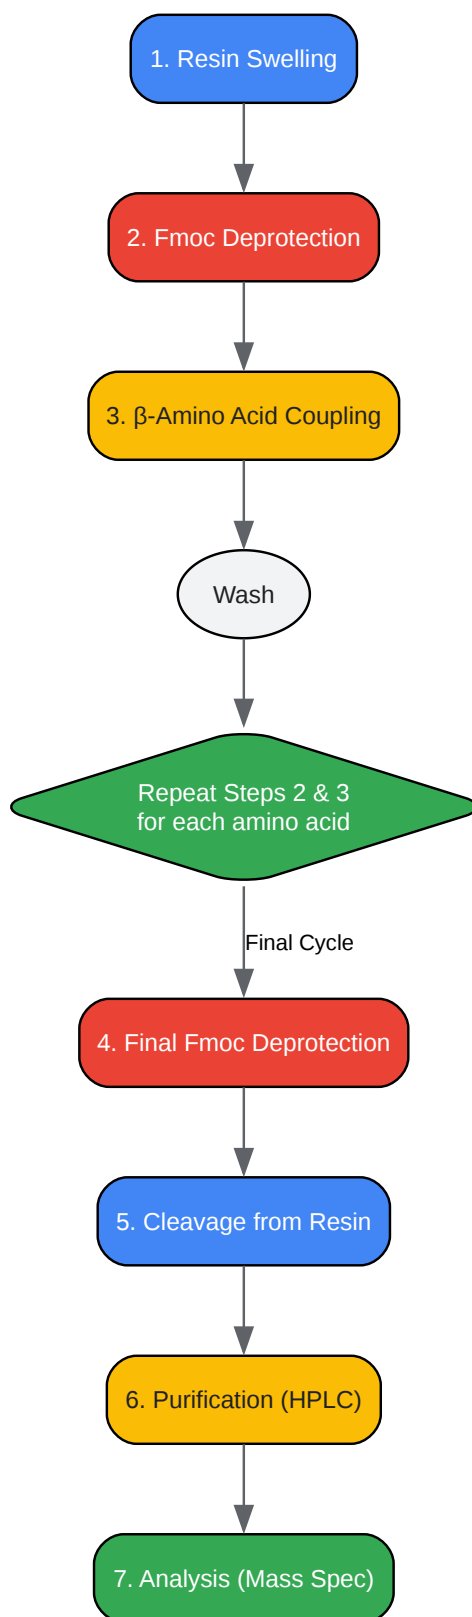 1. Resin Swelling
2. Fmoc Deprotection
3. β-Amino Acid Coupling
Wash
Repeat Steps 2 & 3
for each amino acid
Final Cycle
4. Final Fmoc Deprotection
5. Cleavage from Resin
6. Purification (HPLC)
7. Analysis (Mass Spec)